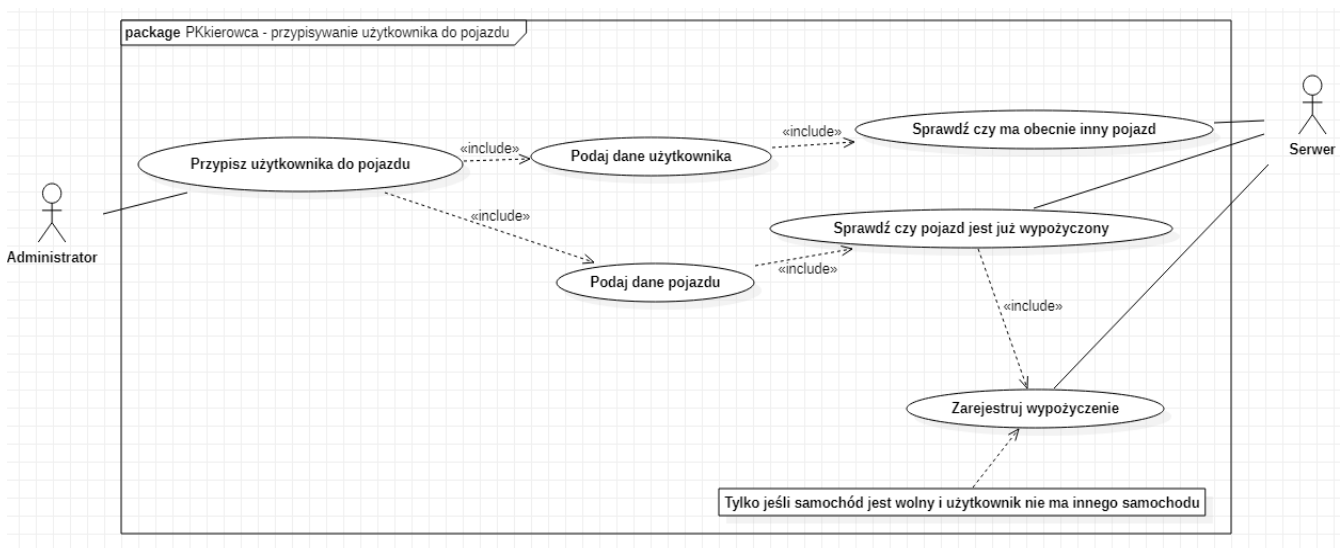 package PKkierowca - przypisywanie użytkownika do pojazdu
Administrator
Przypisz użytkownika do pojazdu
«include»
Podaj dane użytkownika
«include»
Sprawdź czy ma obecnie inny pojazd
Serwer
«include»
Podaj dane pojazdu
«include»
Sprawdź czy pojazd jest już wypożyczony
«include»
Zarejestruj wypożyczenie
Tylko jeśli samochód jest wolny i użytkownik nie ma innego samochodu